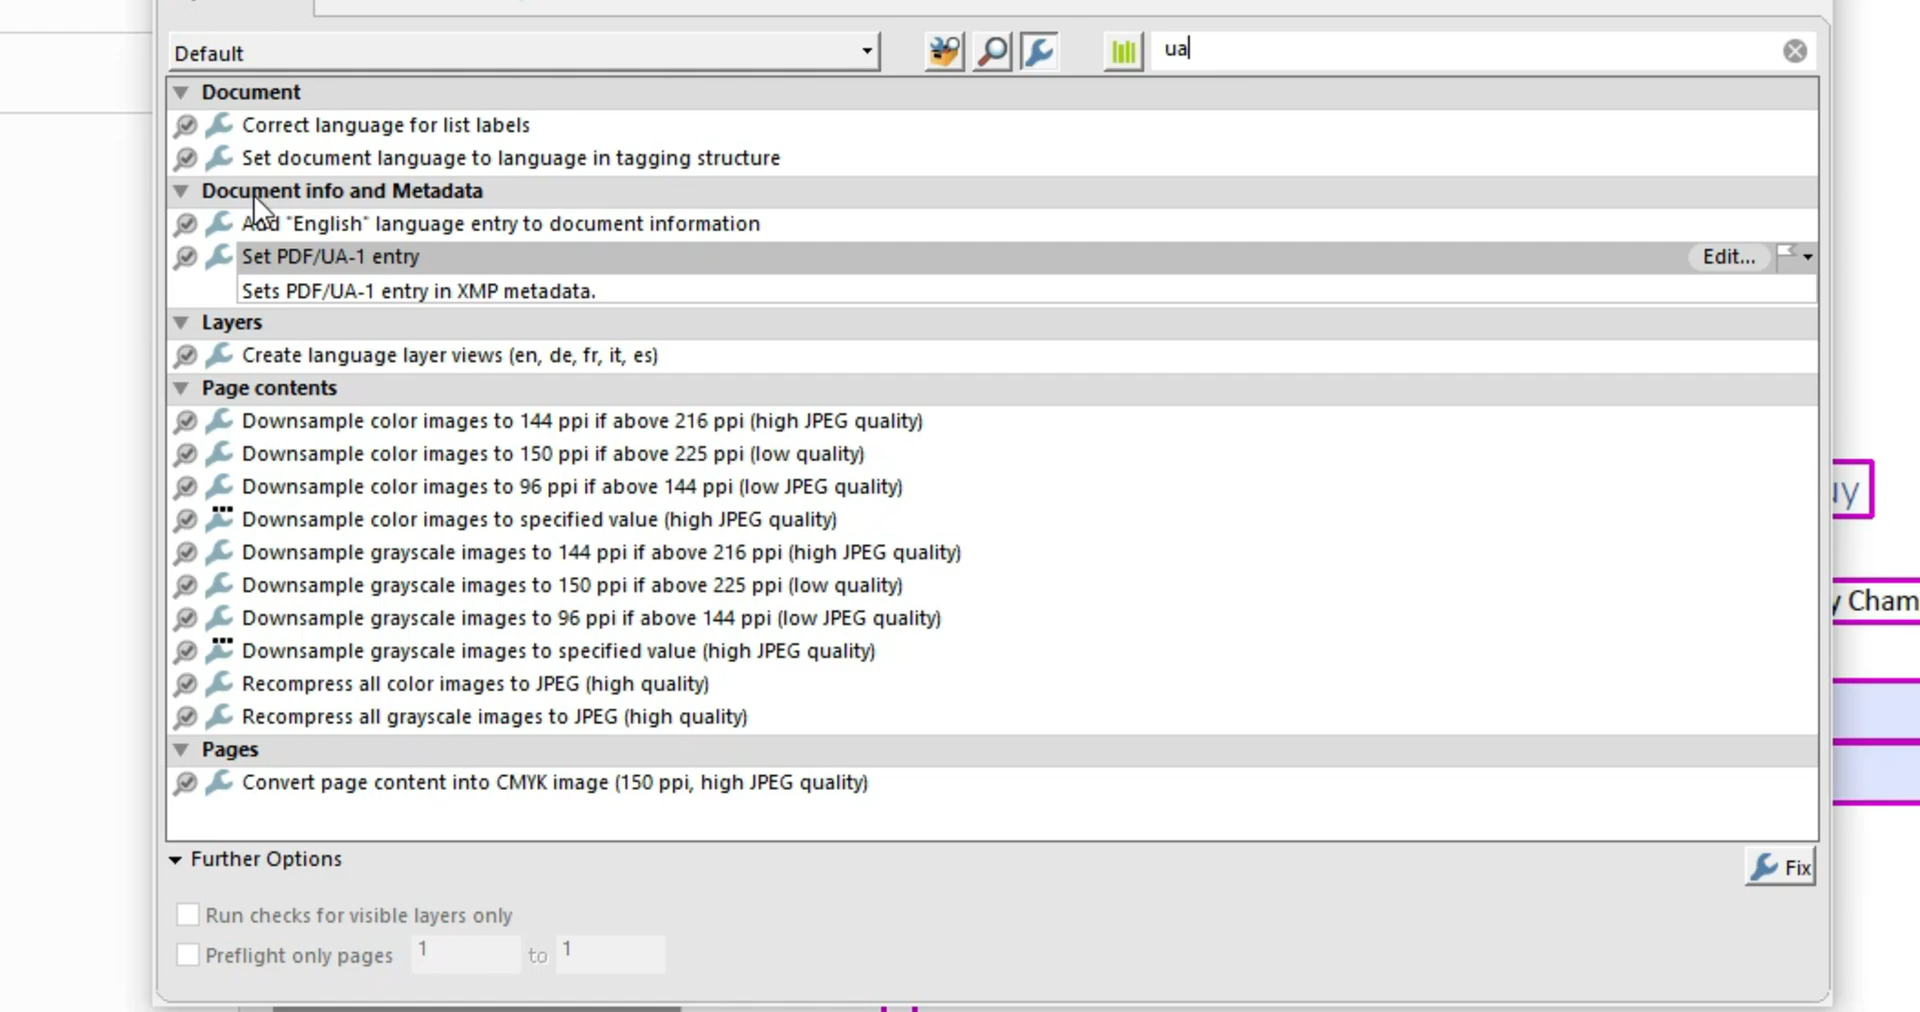 Default
ua
Document
Correct language for list labels
Set document language to language in tagging structure
Document info and Metadata
"English" language entry to document information
Set PDF/UA-1 entry
Edit...
Sets PDF/UA-1 entry in XMP metadata.
Layers
Create language layer views (en, de, fr, it, es)
Page contents
Downsample color images to 144 ppi if above 216 ppi (high JPEG quality)
Downsample color images to 150 ppi if above 225 ppi (low quality)
Downsample color images to 96 ppi if above 144 ppi (low JPEG quality)
Downsample color images to specified value (high JPEG quality)
Downsample grayscale images to 144 ppi if above 216 ppi (high JPEG quality)
Downsample grayscale images to 150 ppi if above 225 ppi (low quality)
Downsample grayscale images to 96 ppi if above 144 ppi (low JPEG quality)
Downsample grayscale images to specified value (high JPEG quality)
Recompress all color images to JPEG (high quality)
Recompress all grayscale images to JPEG (high quality)
Pages
Convert page content into CMYK image (150 ppi, high JPEG quality)
Further Options
Fix
Run checks for visible layers only
Preflight only pages 1 to 1
y Cham